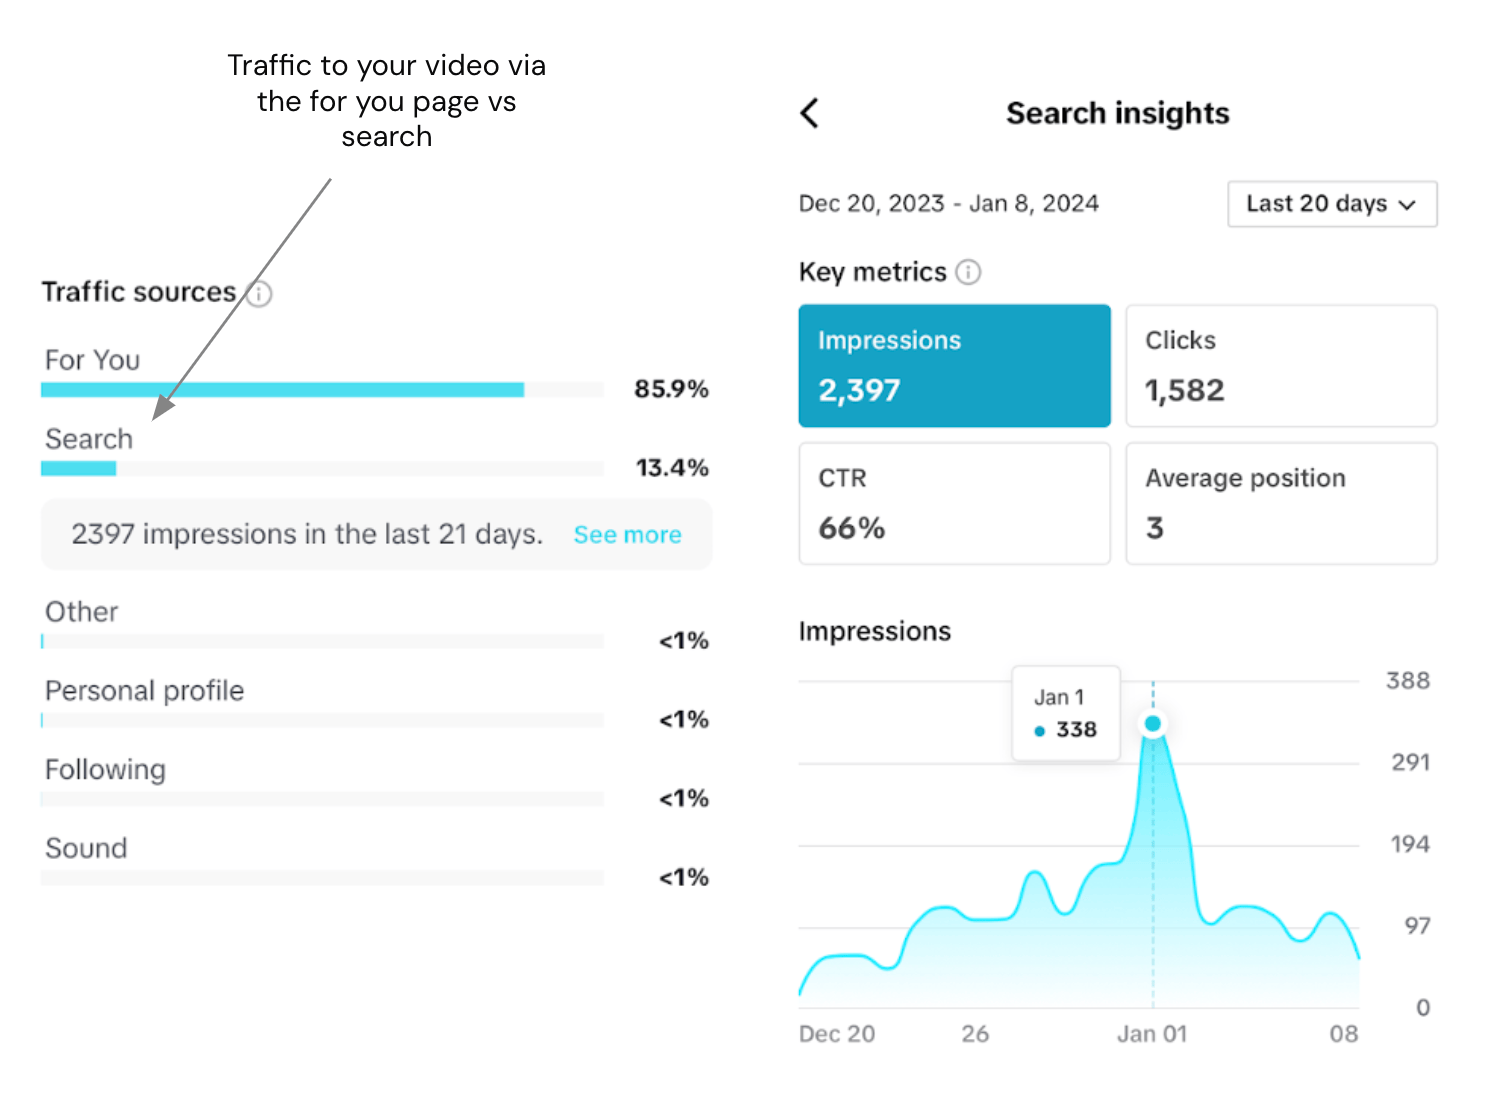 Traffic to your video via
the for you page vs
search
Traffic sources
For You
85.9%
Search
13.4%
2397 impressions in the last 21 days. See more
Other
<1%
Personal profile
<1%
Following
<1%
Sound
<1%
Search insights
Dec 20, 2023 - Jan 8, 2024
Last 20 days
Key metrics
Impressions
2,397
Clicks
1,582
CTR
66%
Average position
3
Impressions
Jan 1
338
388
291
194
97
0
Dec 20 26 Jan 01 08